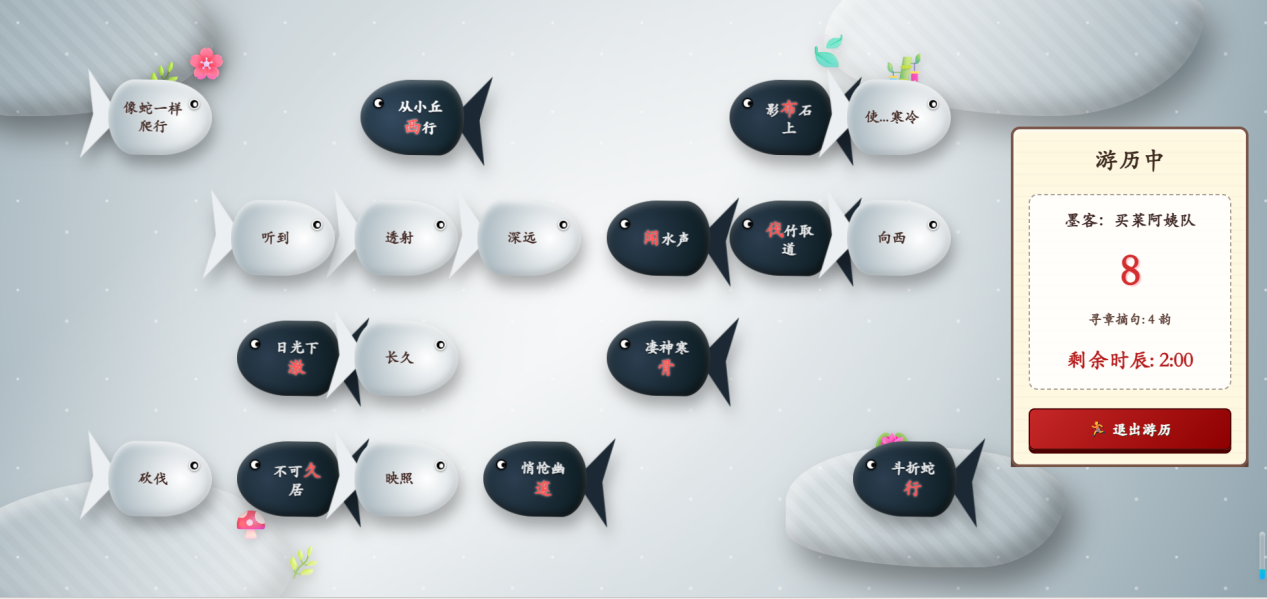 像蛇一样
爬行
从小丘
西行
影布石
上
使...寒冷
听到
透射
深远
闻水声
伐竹取
道
向西
日光下
澈
长久
凄神寒
骨
砍伐
不可久
居
映照
悄怆幽
邃
斗折蛇
行
游历中
墨客：买菜阿姨队
8
寻章摘句: 4 韵
剩余时辰: 2:00
退出游历